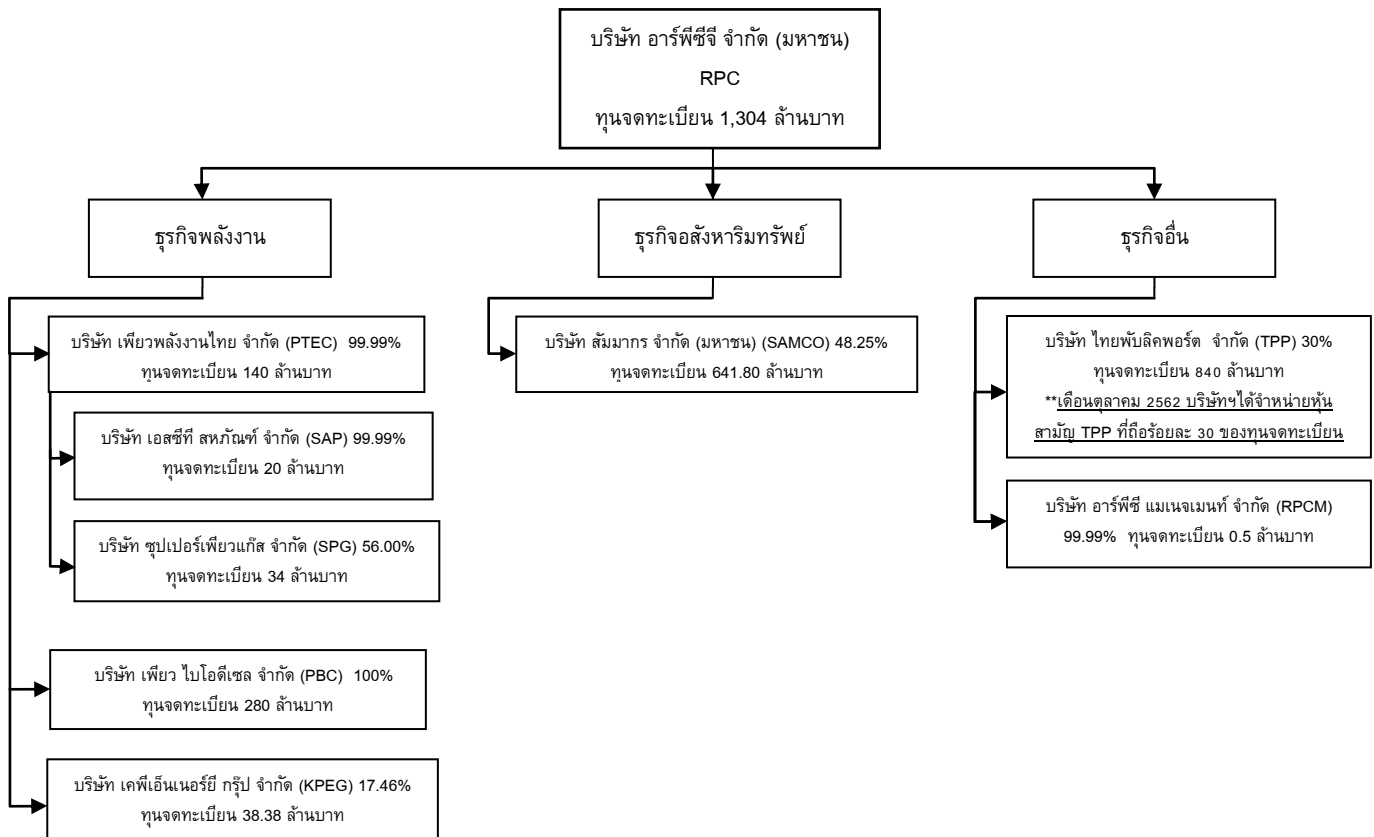 บริษัท อาร์พีซีจี จำกัด (มหาชน)
RPC
ทุนจดทะเบียน 1,304 ล้านบาท
ธุรกิจพลังงาน
บริษัท เพียวพลังงานไทย จำกัด (PTEC) 99.99%
ทุนจดทะเบียน 140 ล้านบาท
บริษัท เอสซีที สหภัณฑ์ จำกัด (SAP) 99.99%
ทุนจดทะเบียน 20 ล้านบาท
บริษัท ซุปเปอร์เพียวแก๊ส จำกัด (SPG) 56.00%
ทุนจดทะเบียน 34 ล้านบาท
บริษัท เพียว ไบโอดีเซล จำกัด (PBC) 100%
ทุนจดทะเบียน 280 ล้านบาท
บริษัท เคพีเอ็นเนอร์ยี กรุ๊ป จำกัด (KPEG) 17.46%
ทุนจดทะเบียน 38.38 ล้านบาท
ธุรกิจอสังหาริมทรัพย์
บริษัท สัมมากร จำกัด (มหาชน) (SAMCO) 48.25%
ทุนจดทะเบียน 641.80 ล้านบาท
ธุรกิจอื่น
บริษัท ไทยพับลิคพอร์ต จำกัด (TPP) 30%
ทุนจดทะเบียน 840 ล้านบาท
**เดือนตุลาคม 2562 บริษัทฯได้จำหน่ายหุ้น
สามัญ TPP ที่ถือร้อยละ 30 ของทุนจดทะเบียน
บริษัท อาร์พีซี แมเนจเมนท์ จำกัด (RPCM)
99.99% ทุนจดทะเบียน 0.5 ล้านบาท